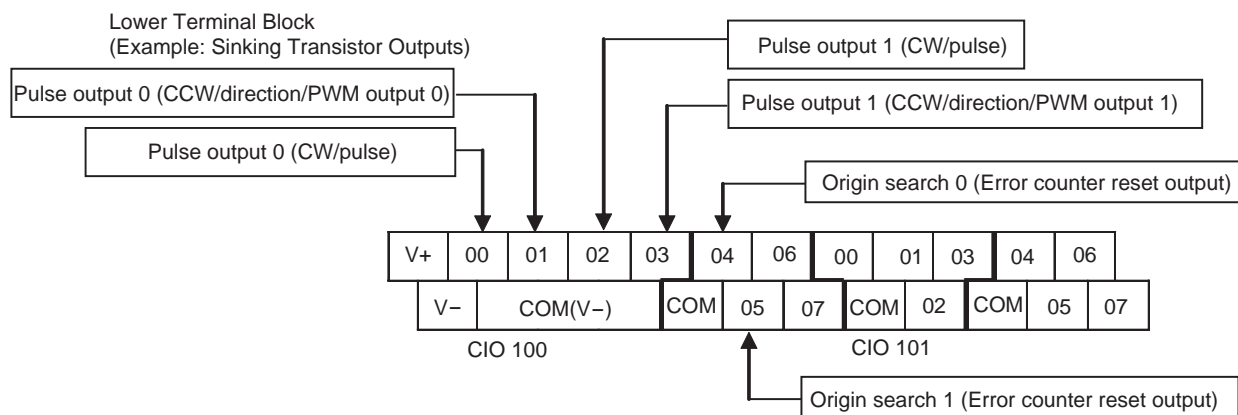 Lower Terminal Block
(Example: Sinking Transistor Outputs)
Pulse output 1 (CW/pulse)
Pulse output 0 (CCW/direction/PWM output 0)
Pulse output 1 (CCW/direction/PWM output 1)
Pulse output 0 (CW/pulse)
Origin search 0 (Error counter reset output)
V+ 00 01 02 03 04 06 00 01 03 04 06
V− COM(V−) COM 05 07 COM 02 COM 05 07
CIO 100 CIO 101
Origin search 1 (Error counter reset output)